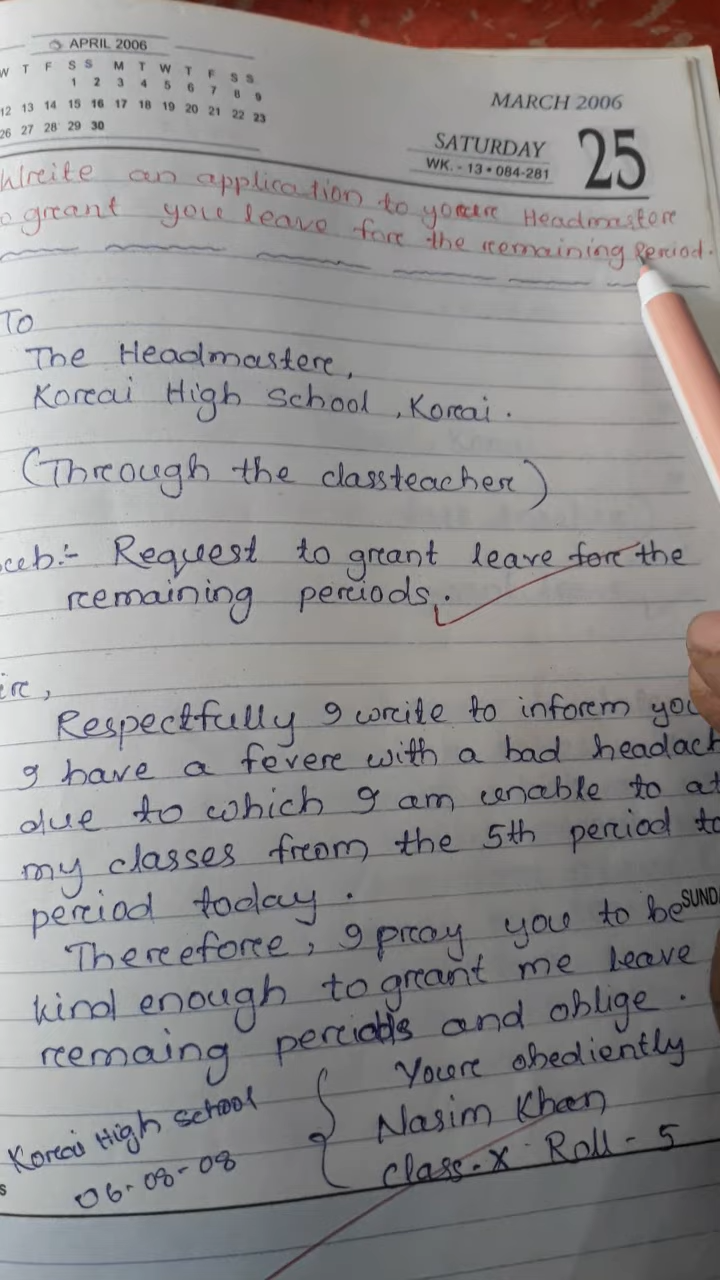 APRIL 2006
W T F S S M T W T F S S
1 2 3 4 5 6 7 8 9
12 13 14 15 16 17 18 19 20 21 22 23
26 27 28 29 30
MARCH 2006
SATURDAY 25
WK. - 13 • 084-281
Write an application to your Headmaster
o grant you leave for the remaining Period.
To
The Headmaster,
Korai High School, Korai.
(Through the classteacher)
ub:- Request to grant leave for the
remaining periods.
ir,
Respectfully I write to inform you
I have a fever with a bad headach
due to which I am unable to at
my classes from the 5th period to
period today.
SUND
Therefore, I pray you to be
kind enough to grant me leave
remaing periods and oblige.
Your obediently
Korai High School
Nasim Khan
06-08-08
Class-X Roll-5